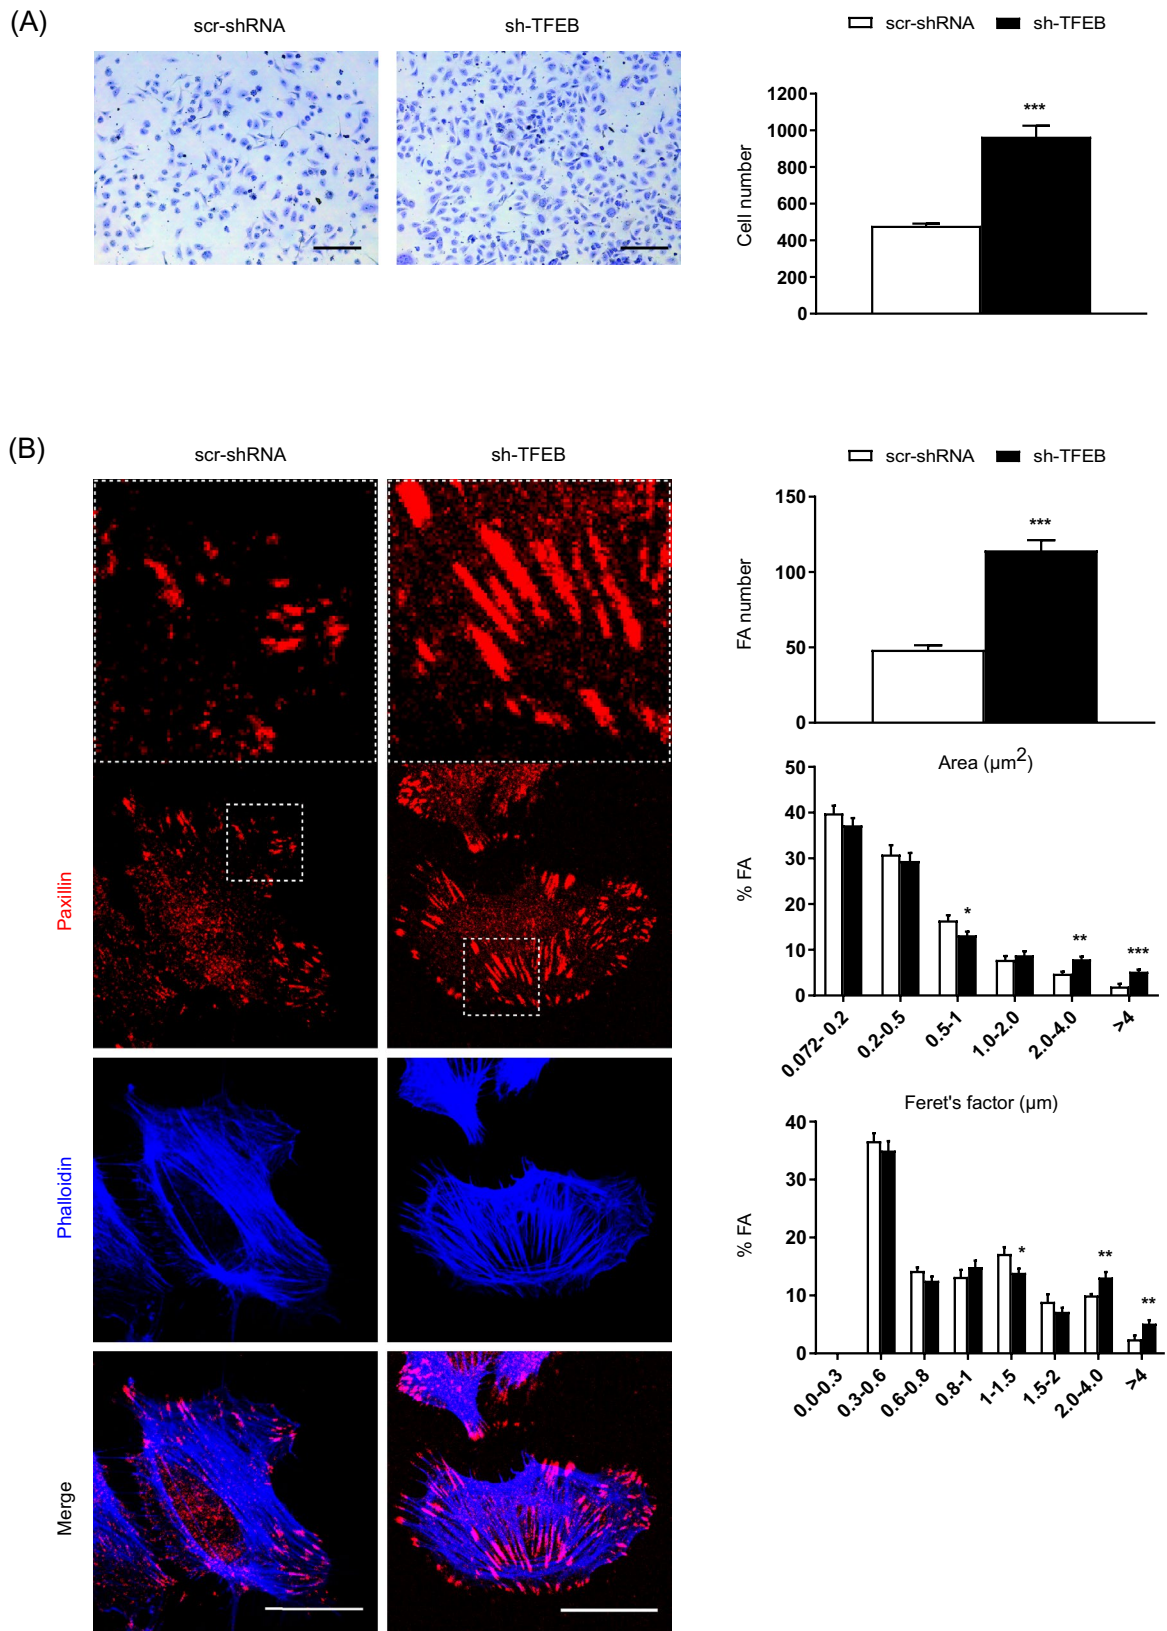 (A)
scr-shRNA
sh-TFEB
scr-shRNA sh-TFEB
Cell number
1200
1000
800
600
400
200
0
***
(B)
scr-shRNA
sh-TFEB
Paxillin
Phalloidin
Merge
scr-shRNA sh-TFEB
FA number
150
100
50
0
***
Area (µm²)
% FA
50
40
30
20
10
0
*
**
***
0.072- 0.2
0.2-0.5
0.5-1
1.0-2.0
2.0-4.0
>4
Feret's factor (µm)
% FA
40
30
20
10
0
*
**
**
0.0-0.3
0.3-0.6
0.6-0.8
0.8-1
1-1.5
1.5-2
2.0-4.0
>4